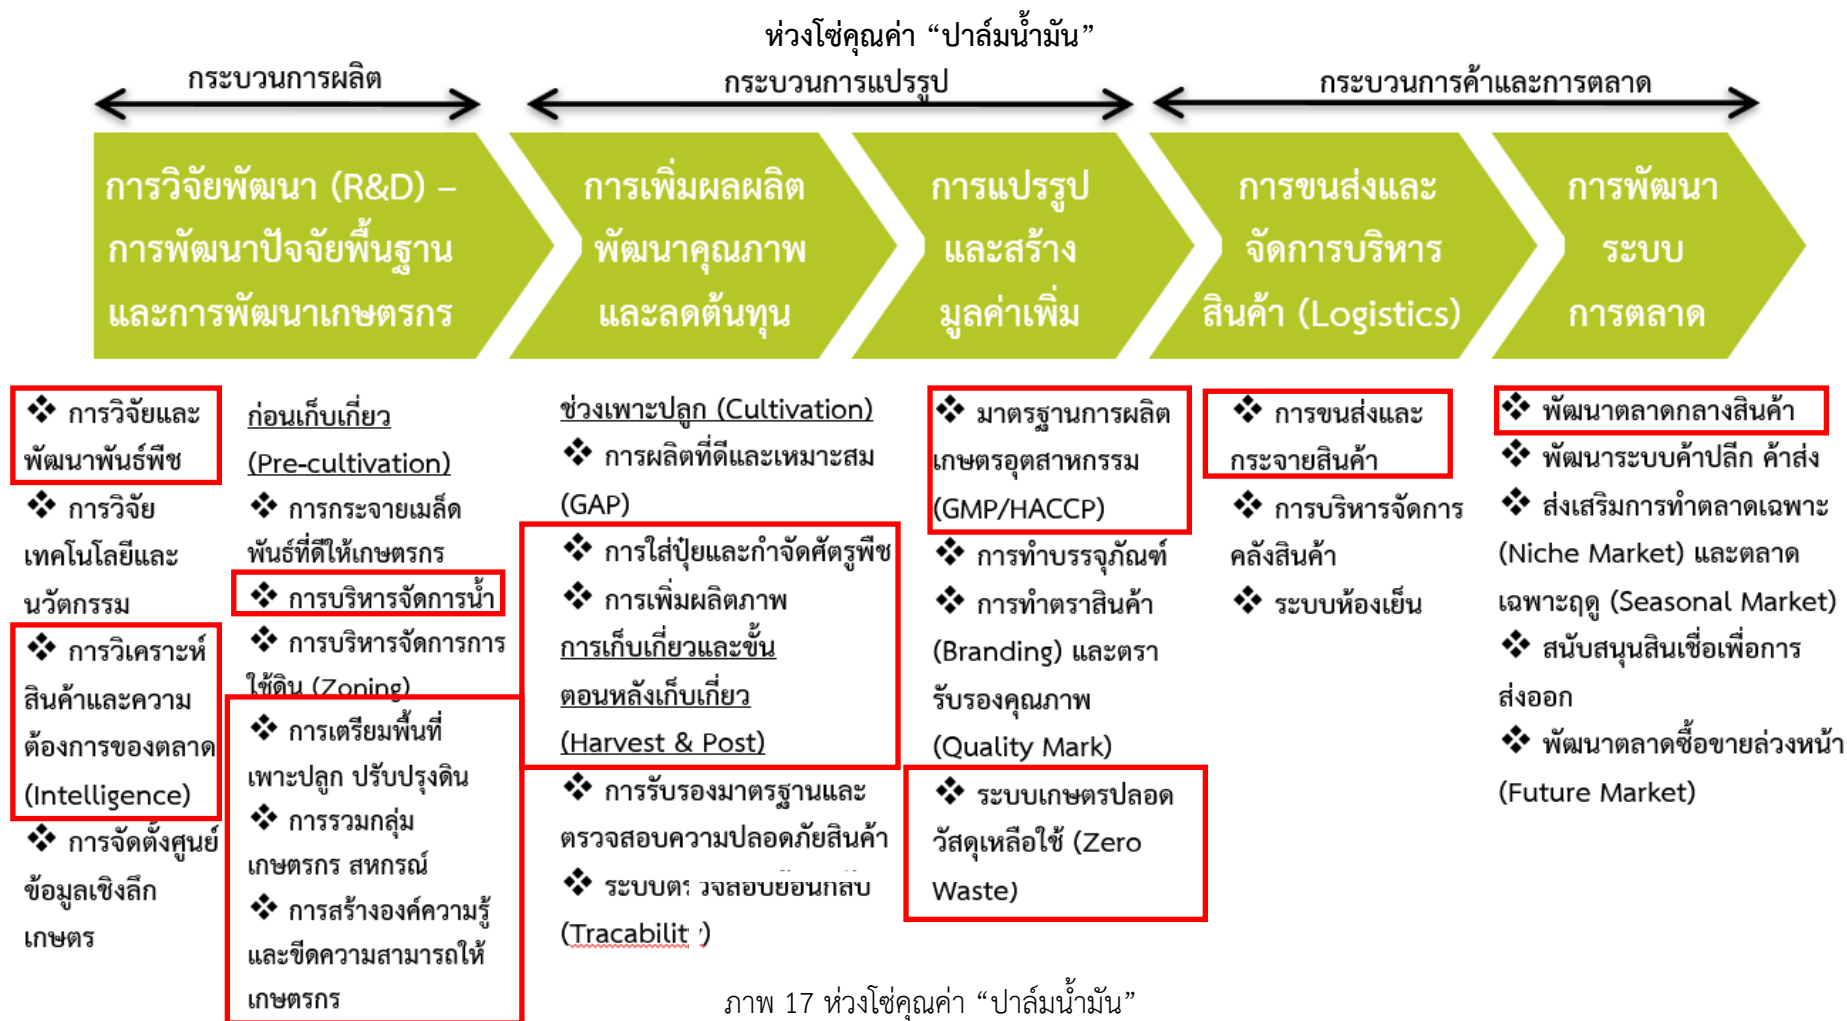 ห่วงโซ่คุณค่า “ปาล์มน้ำมัน”
กระบวนการผลิต
กระบวนการแปรรูป
กระบวนการค้าและการตลาด
การวิจัยพัฒนา (R&D) –
การพัฒนาปัจจัยพื้นฐาน
และการพัฒนาเกษตรกร
การเพิ่มผลผลิต
พัฒนาคุณภาพ
และลดต้นทุน
การแปรรูป
และสร้าง
มูลค่าเพิ่ม
การขนส่งและ
จัดการบริหาร
สินค้า (Logistics)
การพัฒนา
ระบบ
การตลาด
❖ การวิจัยและ
พัฒนาพันธ์พืช
❖ การวิจัย
เทคโนโลยีและ
นวัตกรรม
❖ การวิเคราะห์
สินค้าและความ
ต้องการของตลาด
(Intelligence)
❖ การจัดตั้งศูนย์
ข้อมูลเชิงลึก
เกษตร
ก่อนเก็บเกี่ยว
(Pre-cultivation)
❖ การกระจายเมล็ด
พันธ์ที่ดีให้เกษตรกร
❖ การบริหารจัดการน้ำ
❖ การบริหารจัดการการ
ใช้ดิน (Zoning)
❖ การเตรียมพื้นที่
เพาะปลูก ปรับปรุงดิน
❖ การรวมกลุ่ม
เกษตรกร สหกรณ์
❖ การสร้างองค์ความรู้
และขีดความสามารถให้
เกษตรกร
ช่วงเพาะปลูก (Cultivation)
❖ การผลิตที่ดีและเหมาะสม
(GAP)
❖ การใส่ปุ๋ยและกำจัดศัตรูพืช
❖ การเพิ่มผลิตภาพ
การเก็บเกี่ยวและขั้น
ตอนหลังเก็บเกี่ยว
(Harvest & Post)
❖ การรับรองมาตรฐานและ
ตรวจสอบความปลอดภัยสินค้า
❖ ระบบตรวจสอบย้อนกลับ
(Tracability)
❖ มาตรฐานการผลิต
เกษตรอุตสาหกรรม
(GMP/HACCP)
❖ การทำบรรจุภัณฑ์
❖ การทำตราสินค้า
(Branding) และตรา
รับรองคุณภาพ
(Quality Mark)
❖ ระบบเกษตรปลอด
วัสดุเหลือใช้ (Zero
Waste)
❖ การขนส่งและ
กระจายสินค้า
❖ การบริหารจัดการ
คลังสินค้า
❖ ระบบห้องเย็น
❖ พัฒนาตลาดกลางสินค้า
❖ พัฒนาระบบค้าปลีก ค้าส่ง
❖ ส่งเสริมการทำตลาดเฉพาะ
(Niche Market) และตลาด
เฉพาะฤดู (Seasonal Market)
❖ สนับสนุนสินเชื่อเพื่อการ
ส่งออก
❖ พัฒนาตลาดซื้อขายล่วงหน้า
(Future Market)
ภาพ 17 ห่วงโซ่คุณค่า “ปาล์มน้ำมัน”